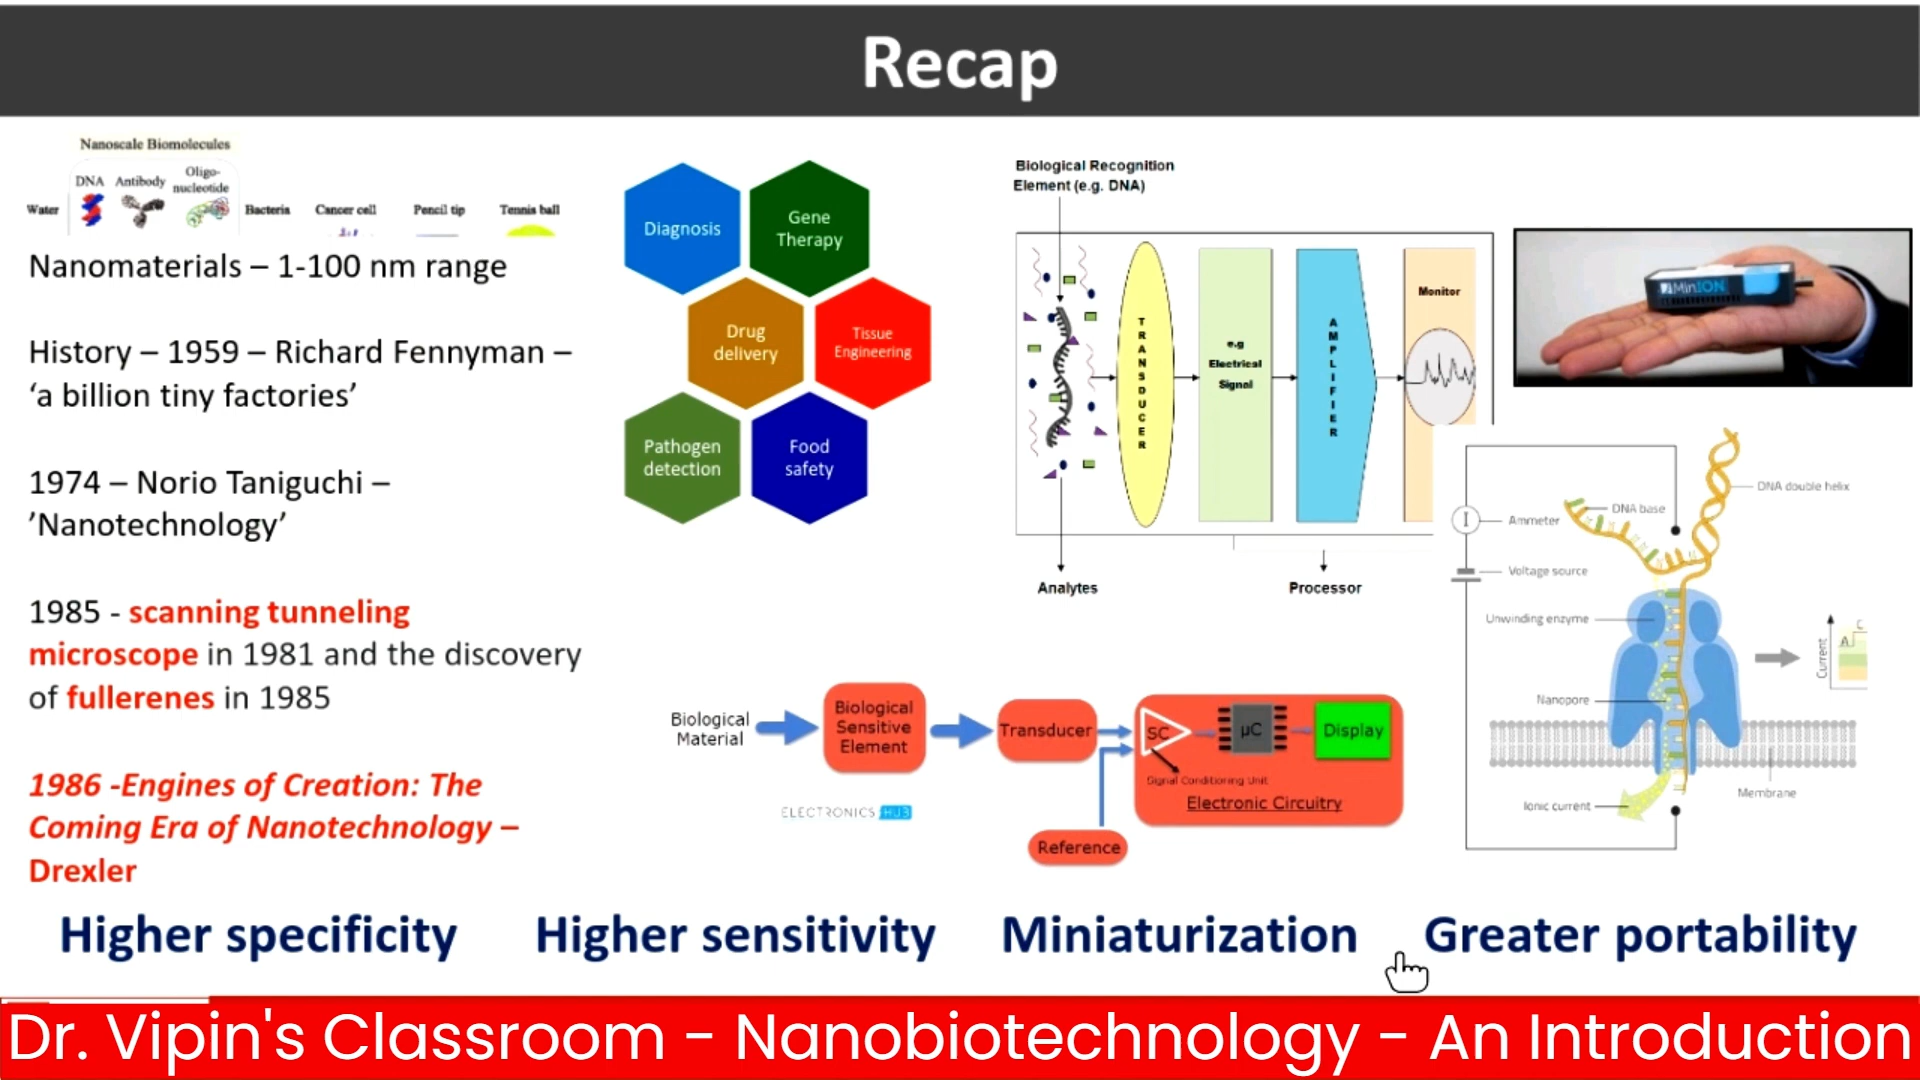 Recap
Nanoscale Biomolecules
DNA Antibody Oligo-
nucleotide
Water Bacteria Cancer cell Pencil tip Tennis ball
Nanomaterials – 1-100 nm range
History – 1959 – Richard Fennyman –
‘a billion tiny factories’
1974 – Norio Taniguchi –
’Nanotechnology’
1985 - scanning tunneling
microscope in 1981 and the discovery
of fullerenes in 1985
1986 -Engines of Creation: The
Coming Era of Nanotechnology –
Drexler
Diagnosis
Gene
Therapy
Drug
delivery
Tissue
Engineering
Pathogen
detection
Food
safety
Biological Recognition
Element (e.g. DNA)
TRANSDUCER
e.g
Electrical
Signal
AMPLIFIER
Monitor
Analytes
Processor
MinION
DNA double helix
DNA base
I
Ammeter
Voltage source
Unwinding enzyme
Nanopore
Ionic current
Membrane
Current
A
C
Biological
Material
Biological
Sensitive
Element
Transducer
SC
µC
Display
Signal Conditioning Unit
Electronic Circuitry
Reference
ELECTRONICS HUB
Higher specificity
Higher sensitivity
Miniaturization
Greater portability
Dr. Vipin's Classroom - Nanobiotechnology - An Introduction